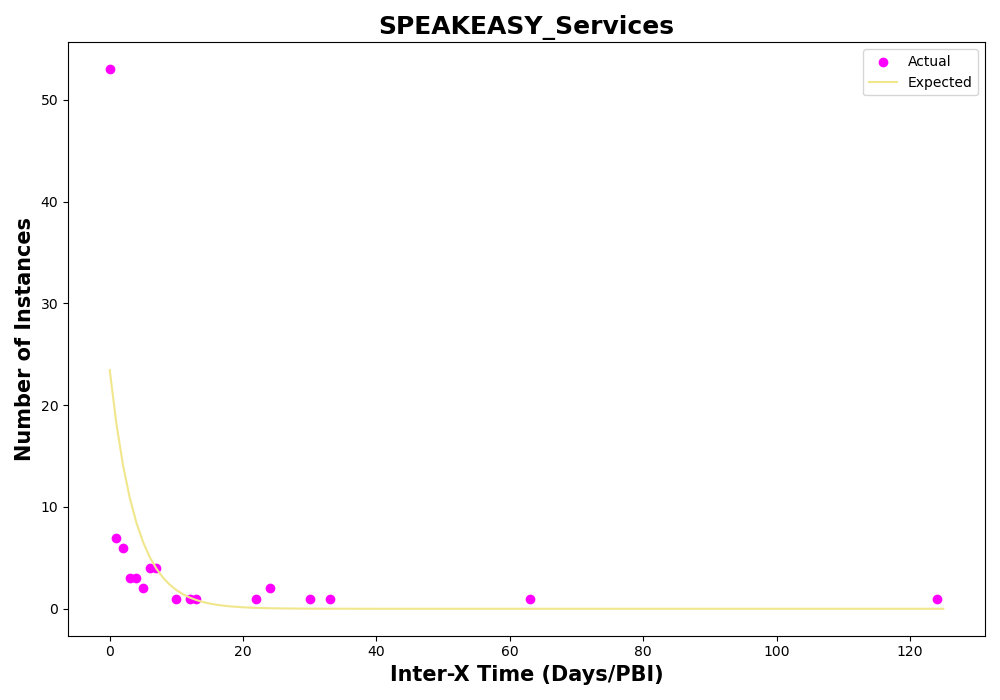 SPEAKEASY_Services
Actual
Expected
Number of Instances
50
40
30
20
10
0
0 20 40 60 80 100 120
Inter-X Time (Days/PBI)